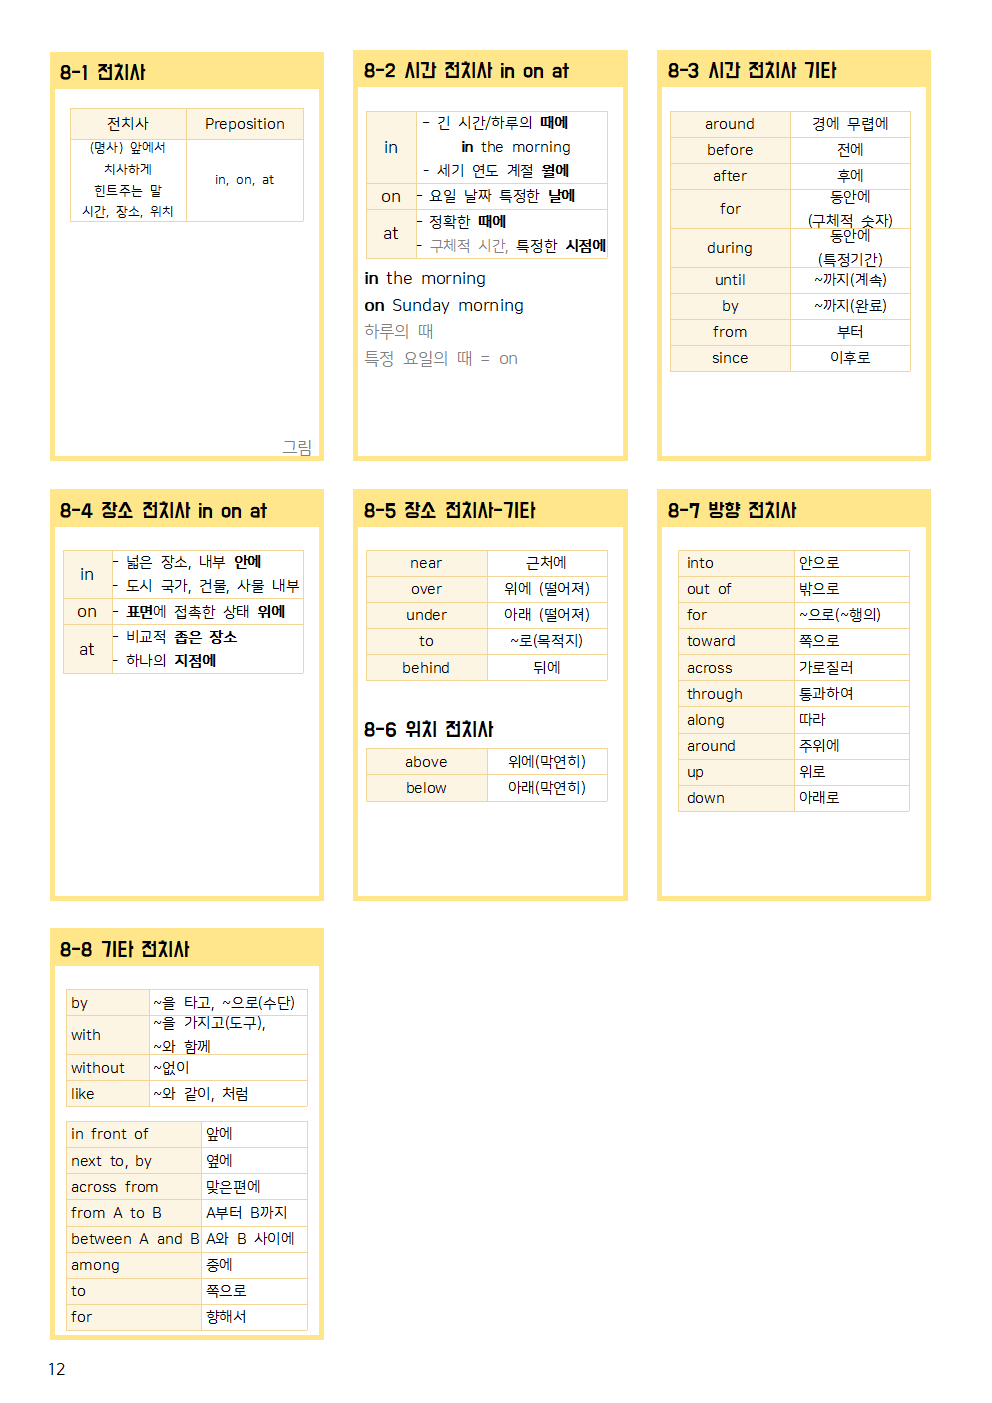 8-1 전치사
전치사 Preposition
(명사) 앞에서
치사하게
힌트주는 말
시간, 장소, 위치
in, on, at
그림
8-2 시간 전치사 in on at
in
- 긴 시간/하루의 때에
in the morning
- 세기 연도 계절 월에
on - 요일 날짜 특정한 날에
at
- 정확한 때에
- 구체적 시간, 특정한 시점에
in the morning
on Sunday morning
하루의 때
특정 요일의 때 = on
8-3 시간 전치사 기타
around 경에 무렵에
before 전에
after 후에
for
동안에
(구체적 숫자)
during
동안에
(특정기간)
until ~까지(계속)
by ~까지(완료)
from 부터
since 이후로
8-4 장소 전치사 in on at
in
- 넓은 장소, 내부 안에
- 도시 국가, 건물, 사물 내부
on - 표면에 접촉한 상태 위에
at
- 비교적 좁은 장소
- 하나의 지점에
8-5 장소 전치사-기타
near 근처에
over 위에 (떨어져)
under 아래 (떨어져)
to ~로(목적지)
behind 뒤에
8-6 위치 전치사
above 위에(막연히)
below 아래(막연히)
8-7 방향 전치사
into 안으로
out of 밖으로
for ~으로(~행의)
toward 쪽으로
across 가로질러
through 통과하여
along 따라
around 주위에
up 위로
down 아래로
8-8 기타 전치사
by ~을 타고, ~으로(수단)
with
~을 가지고(도구),
~와 함께
without ~없이
like ~와 같이, 처럼
in front of 앞에
next to, by 옆에
across from 맞은편에
from A to B A부터 B까지
between A and B A와 B 사이에
among 중에
to 쪽으로
for 향해서
12